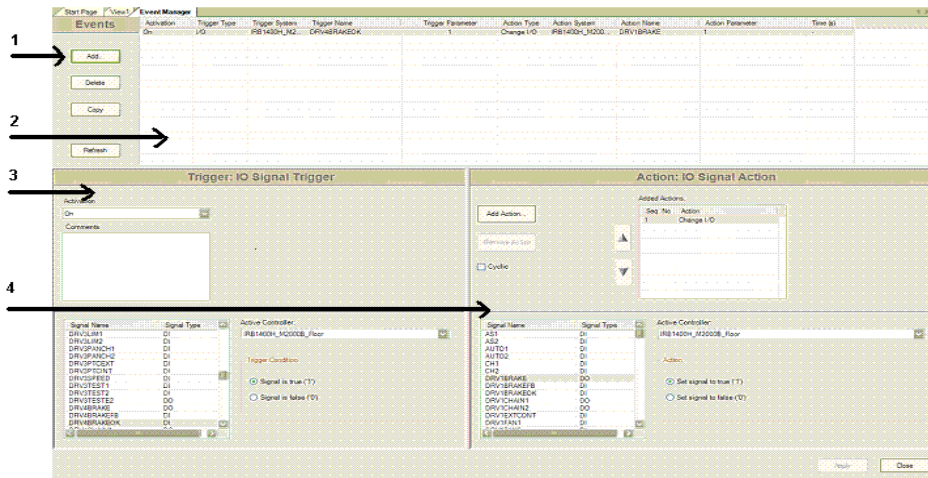 Start Page View1 Event Manager
Events
Activation Trigger Type Trigger System Trigger Name Trigger Parameter Action Type Action System Action Name Action Parameter Time (s)
On I/O IRB1400H_M2... DRV4BRAKEOK 1 Change I/O IRB1400H_M200... DRV1BRAKE 1 -
1
Add...
Delete
Copy
2
Refresh
Trigger: IO Signal Trigger
Action: IO Signal Action
3
Activation
On
Comments
Added Actions:
Seq. No Action
1 Change I/O
Add Action...
Remove Action
Cyclic
4
Signal Name Signal Type
DRV3LIM1 DI
DRV3LIM2 DI
DRV3PANCH1 DI
DRV3PANCH2 DI
DRV3PTCEXT DI
DRV3PTCINT DI
DRV3SPEED DI
DRV3TEST1 DI
DRV3TEST2 DI
DRV3TESTE2 DO
DRV4BRAKE DO
DRV4BRAKEFB DI
DRV4BRAKEOK DI
Active Controller:
IRB1400H_M2000B_Floor
Trigger Condition
Signal is true ('1')
Signal is false ('0')
Signal Name Signal Type
AS1 DI
AS2 DI
AUTO1 DI
AUTO2 DI
CH1 DI
CH2 DI
DRV1BRAKE DO
DRV1BRAKEFB DI
DRV1BRAKEOK DI
DRV1CHAIN1 DO
DRV1CHAIN2 DO
DRV1EXTCONT DI
DRV1FAN1 DI
Active Controller:
IRB1400H_M2000B_Floor
Action
Set signal to true ('1')
Set signal to false ('0')
Apply
Close